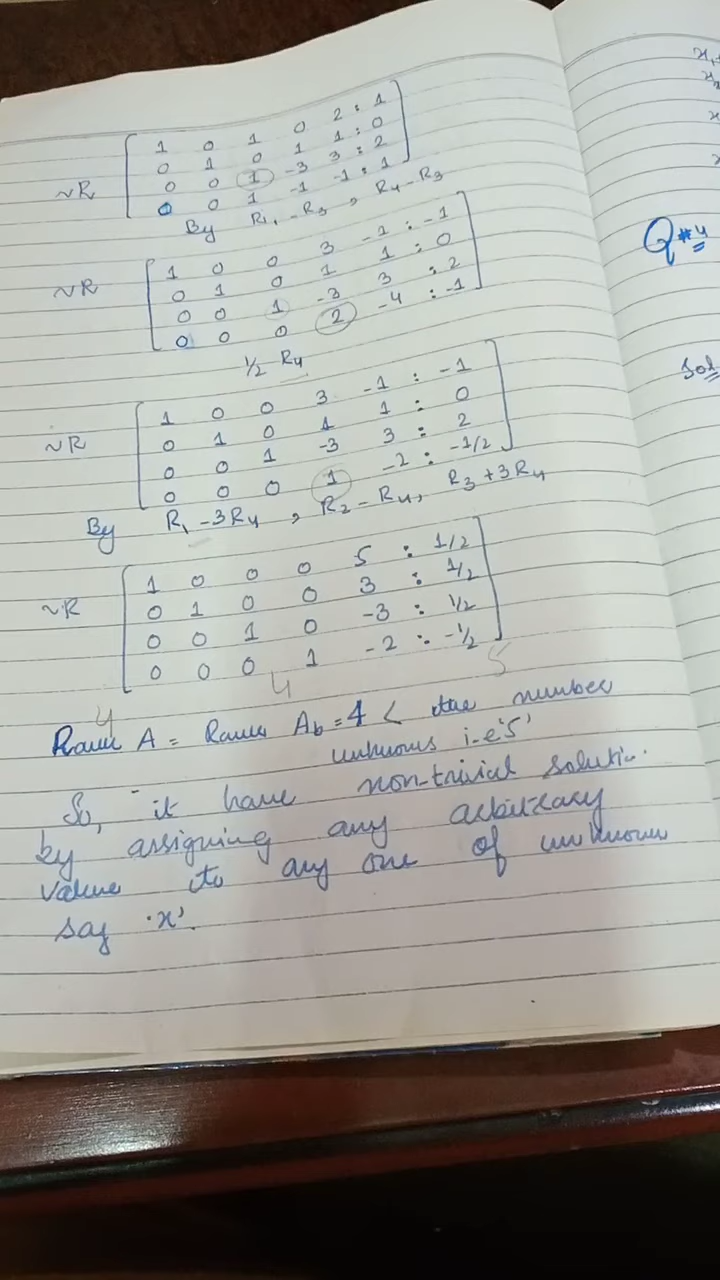 1 0 1 0 2 : 1
0 1 0 1 1 : 0
~R 0 0 1 -3 3 : 2
0 0 1 -1 -1 : 1
By R1 - R3 , R4 - R3
1 0 0 3 -1 : -1
~R 0 1 0 1 1 : 0
0 0 1 -3 3 : 2
0 0 0 2 -4 : -1
1/2 R4
1 0 0 3 -1 : -1
~R 0 1 0 1 1 : 0
0 0 1 -3 3 : 2
0 0 0 1 -2 : -1/2
By R1 - 3R4 , R2 - R4, R3 + 3R4
1 0 0 0 5 : 1/2
~R 0 1 0 0 3 : 1/2
0 0 1 0 -3 : 1/2
0 0 0 1 -2 : -1/2
4 4 5
Rank A = Rank Ab = 4 < the number
unknowns i-e '5'
So, it have non-trivial solution.
by assigning any arbitrary
value to any one of unknown
say 'x'.
Q#4
Sol